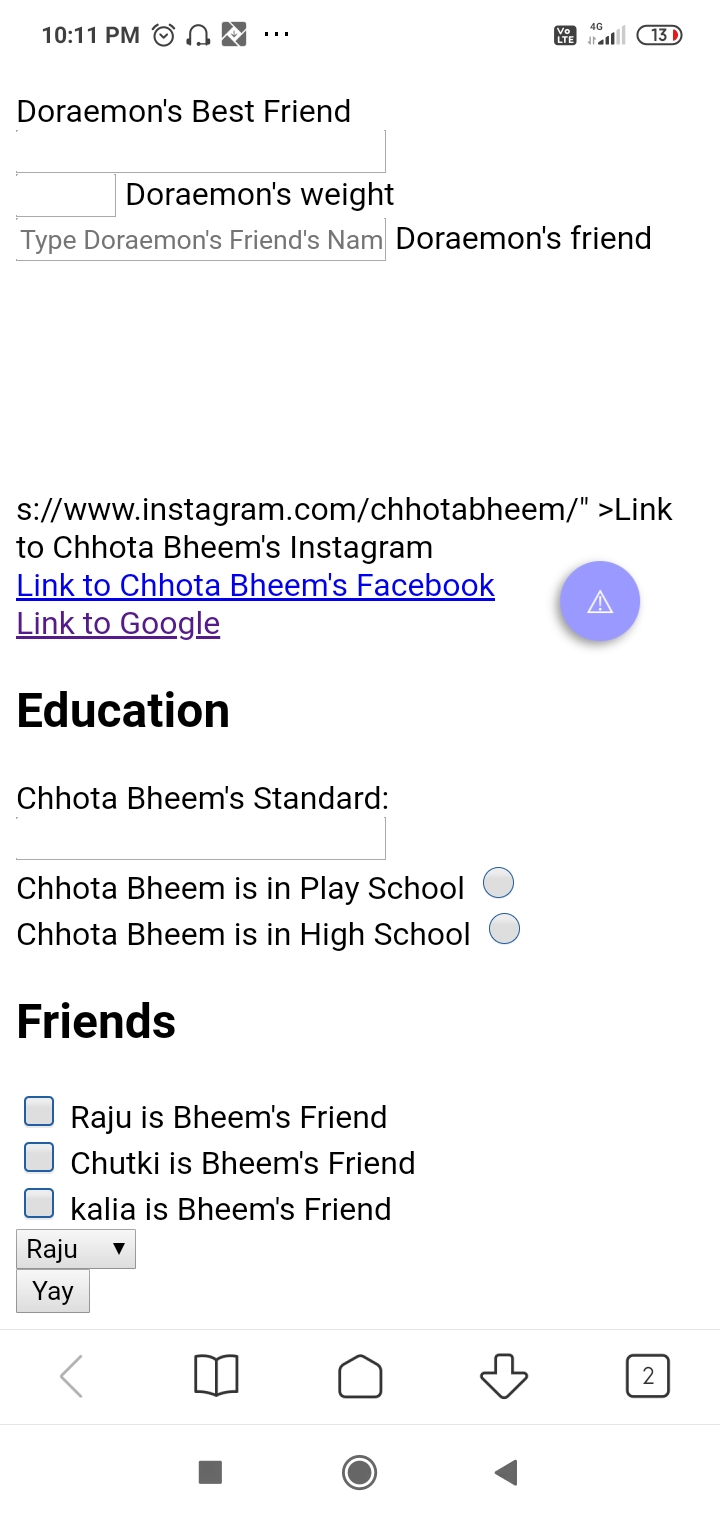 10:11 PM ... Vo LTE 4G 13
Doraemon's Best Friend
Doraemon's weight
Type Doraemon's Friend's Nam Doraemon's friend
s://www.instagram.com/chhotabheem/" >Link
to Chhota Bheem's Instagram
Link to Chhota Bheem's Facebook
Link to Google
Education
Chhota Bheem's Standard:
Chhota Bheem is in Play School
Chhota Bheem is in High School
Friends
Raju is Bheem's Friend
Chutki is Bheem's Friend
kalia is Bheem's Friend
Raju
Yay
2